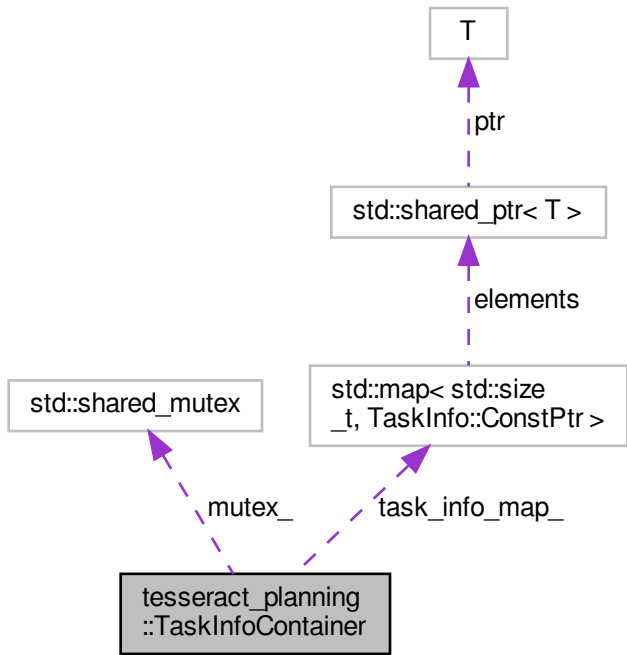 T
ptr
std::shared_ptr< T >
elements
std::shared_mutex
std::map< std::size
_t, TaskInfo::ConstPtr >
mutex_
task_info_map_
tesseract_planning
::TaskInfoContainer